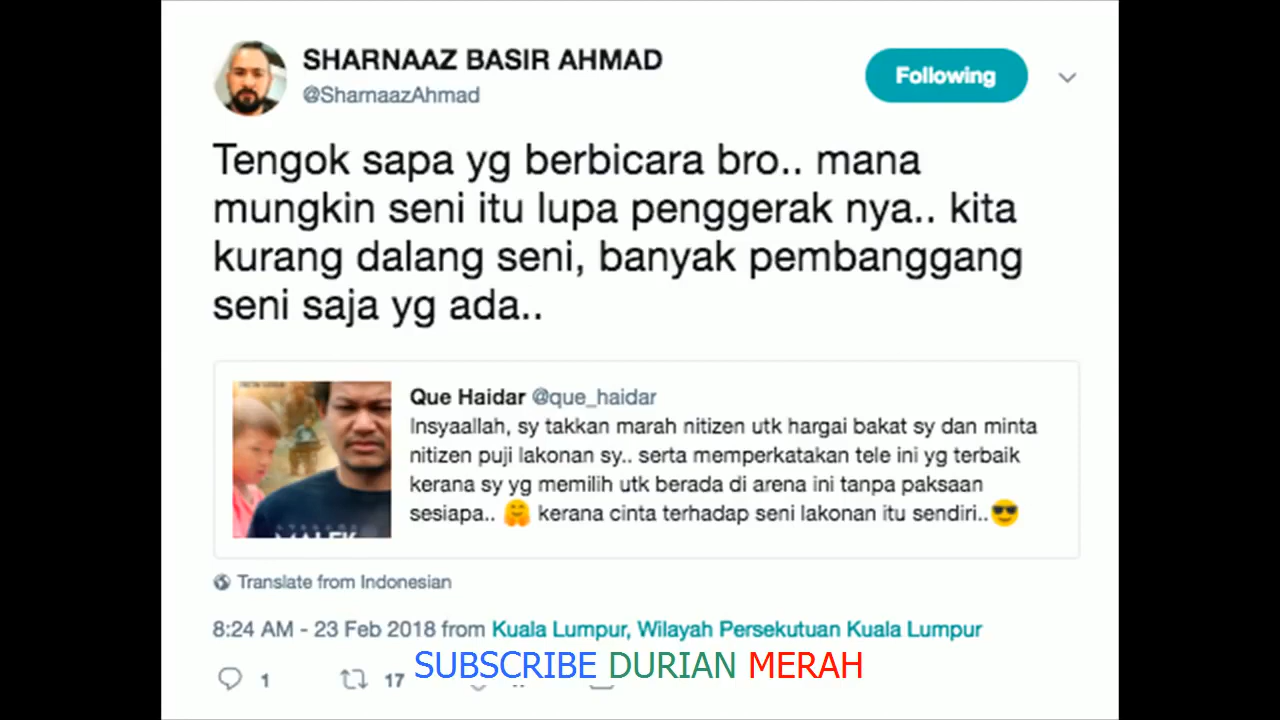 SHARNAAZ BASIR AHMAD
@SharnaazAhmad
Following
Tengok sapa yg berbicara bro.. mana
mungkin seni itu lupa penggerak nya.. kita
kurang dalang seni, banyak pembanggang
seni saja yg ada..
Que Haidar @que_haidar
Insyaallah, sy takkan marah nitizen utk hargai bakat sy dan minta
nitizen puji lakonan sy.. serta memperkatakan tele ini yg terbaik
kerana sy yg memilih utk berada di arena ini tanpa paksaan
sesiapa.. 🤗 kerana cinta terhadap seni lakonan itu sendiri..😎
Translate from Indonesian
8:24 AM - 23 Feb 2018 from Kuala Lumpur, Wilayah Persekutuan Kuala Lumpur
1 17
SUBSCRIBE DURIAN MERAH